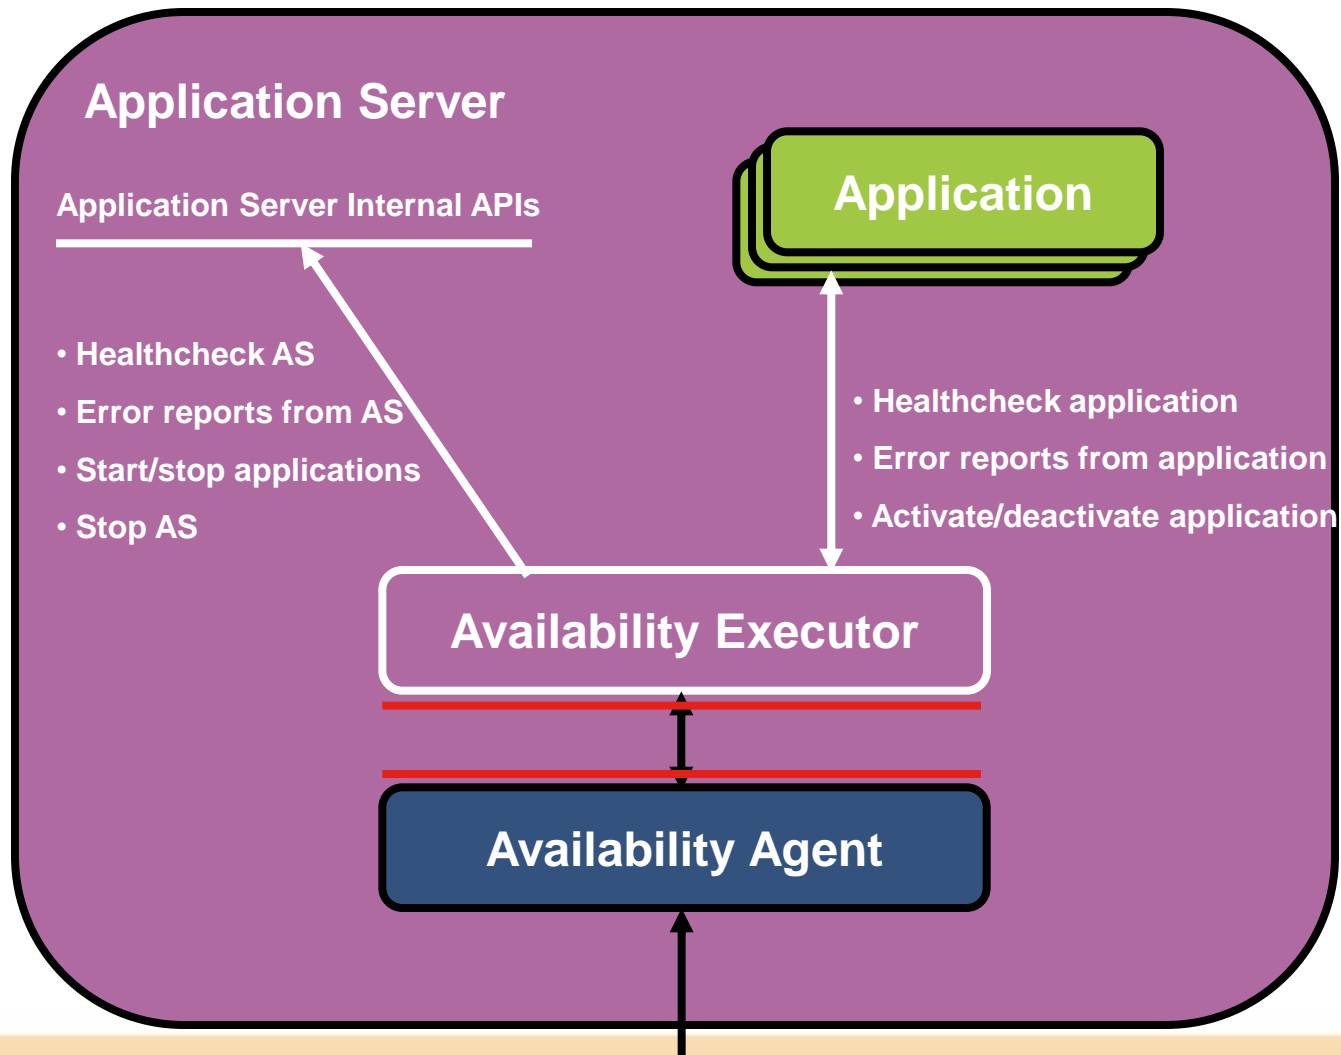 Application Server
Application Server Internal APIs
• Healthcheck AS
• Error reports from AS
• Start/stop applications
• Stop AS
Application
• Healthcheck application
• Error reports from application
• Activate/deactivate application
Availability Executor
Availability Agent